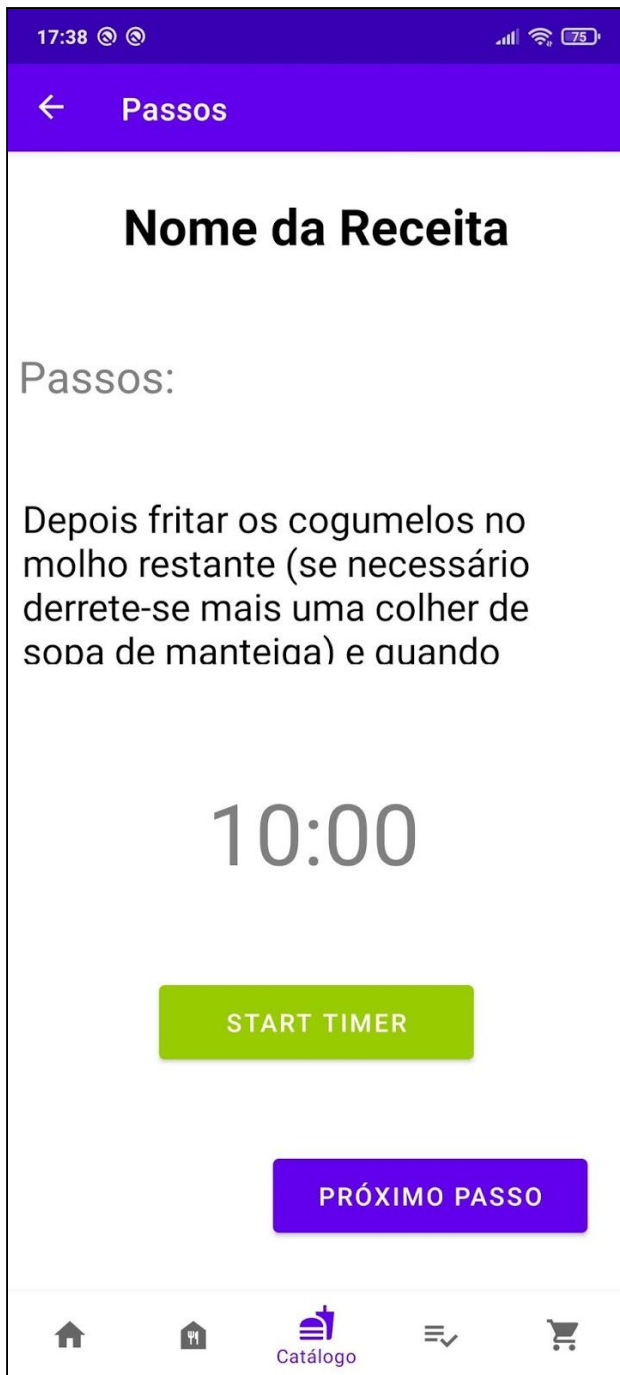 17:38
75
Passos
Nome da Receita
Passos:
Depois fritar os cogumelos no
molho restante (se necessário
derrete-se mais uma colher de
sopa de manteiga) e quando
10:00
START TIMER
PRÓXIMO PASSO
Catálogo